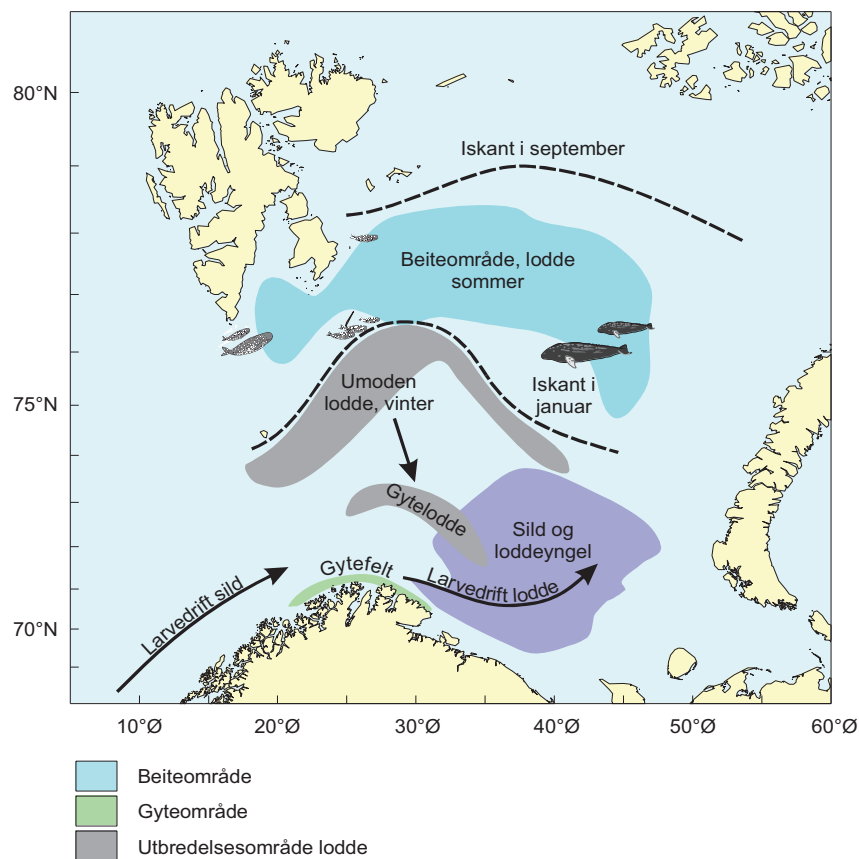 80°N
75°N
70°N
Iskant i september
Beiteområde, lodde
sommer
Umoden
lodde, vinter
Iskant i
januar
Gytelodde
Sild og
loddeyngel
Gytefelt
Larvedrift lodde
Larvedrift sild
10°Ø 20°Ø 30°Ø 40°Ø 50°Ø 60°Ø
Beiteområde
Gyteområde
Utbredelsesområde lodde